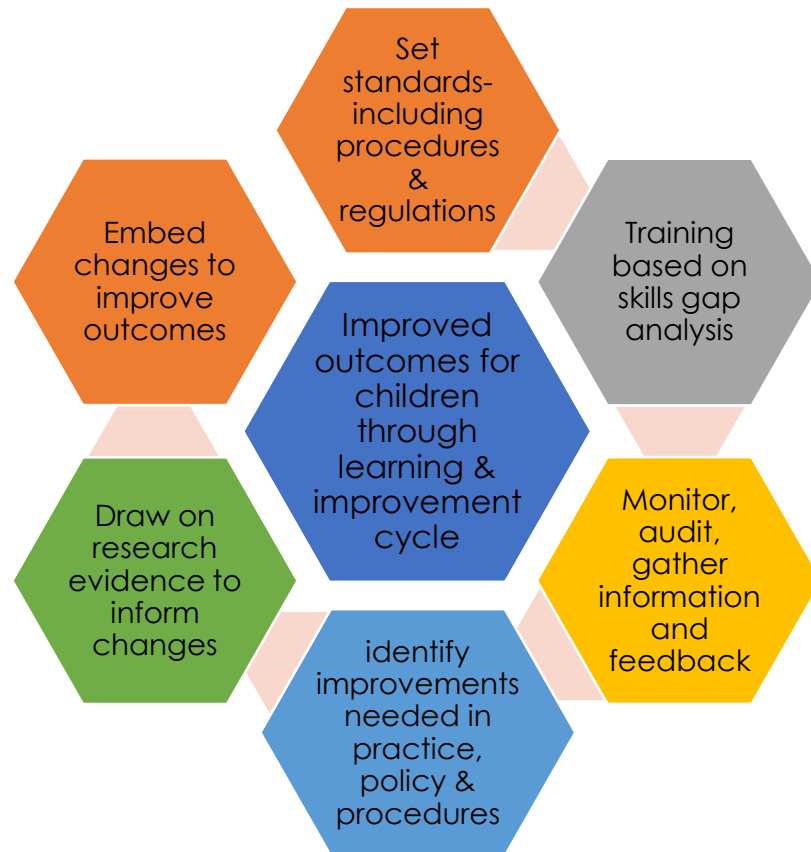 Set
standards-
including
procedures
&
regulations
Training
based on
skills gap
analysis
Monitor,
audit,
gather
information
and
feedback
identify
improvements
needed in
practice,
policy &
procedures
Draw on
research
evidence to
inform
changes
Embed
changes to
improve
outcomes
Improved
outcomes for
children
through
learning &
improvement
cycle